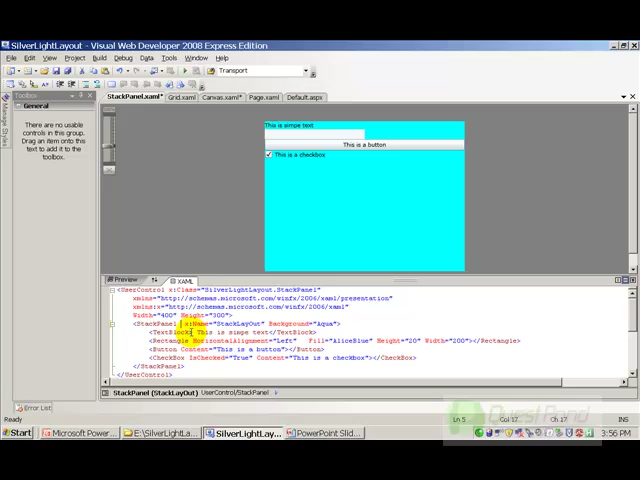 SilverLightLayout - Visual Web Developer 2008 Express Edition
File Edit View Project Build Debug Data Tools Window Help
Transport
Toolbox
StackPanel.xaml* Grid.xaml Canvas.xaml* Page.xaml Default.aspx
General
Manage Styles
There are no usable
controls in this group.
Drag an item onto this
text to add it to the
toolbox.
This is simpe text
This is a button
This is a checkbox
Preview XAML
<UserControl x:Class="SilverLightLayout.StackPanel"
xmlns="http://schemas.microsoft.com/winfx/2006/xaml/presentation"
xmlns:x="http://schemas.microsoft.com/winfx/2006/xaml"
Width="400" Height="300">
<StackPanel x:Name="StackLayOut" Background="Aqua">
<TextBlock> This is simpe text</TextBlock>
<Rectangle HorizontalAlignment="Left" Fill="AliceBlue" Height="20" Width="200"></Rectangle>
<Button Content="This is a button"></Button>
<CheckBox IsChecked="True" Content="This is a checkbox"></CheckBox>
</StackPanel>
</UserControl>
StackPanel (StackLayOut) UserControl/StackPanel
Error List
Ready Ln 5 Col 17 Ch 17 INS
QuestPond
Start Microsoft Power... E:\SilverLightLa... SilverLightLay... PowerPoint Slid... 3:56 PM